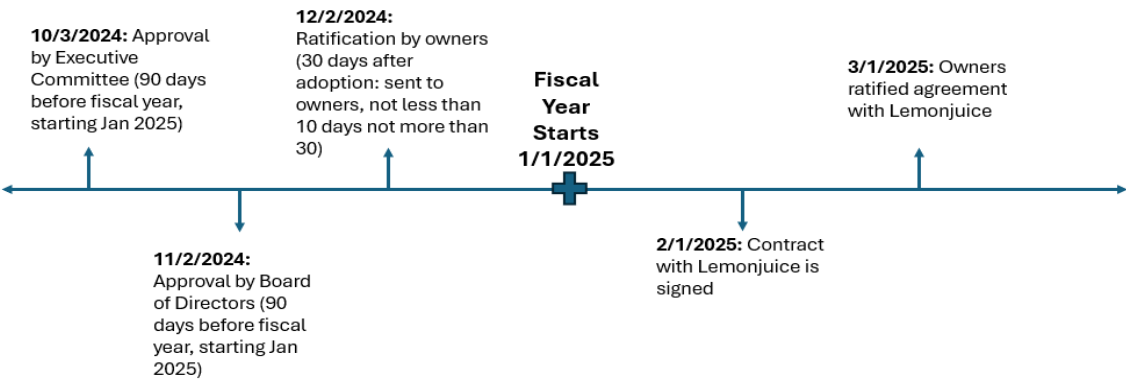 10/3/2024: Approval
by Executive
Committee (90 days
before fiscal year,
starting Jan 2025)
11/2/2024:
Approval by Board
of Directors (90
days before fiscal
year, starting Jan
2025)
12/2/2024:
Ratification by owners
(30 days after
adoption: sent to
owners, not less than
10 days not more than
30)
Fiscal
Year
Starts
1/1/2025
2/1/2025: Contract
with Lemonjuice is
signed
3/1/2025: Owners
ratified agreement
with Lemonjuice